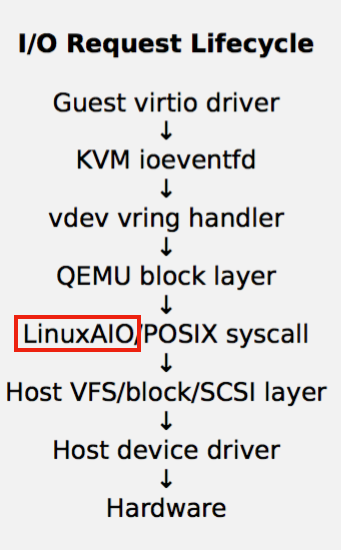 I/O Request Lifecycle
Guest virtio driver
↓
KVM ioeventfd
↓
vdev vring handler
↓
QEMU block layer
↓
LinuxAIO/POSIX syscall
↓
Host VFS/block/SCSI layer
↓
Host device driver
↓
Hardware